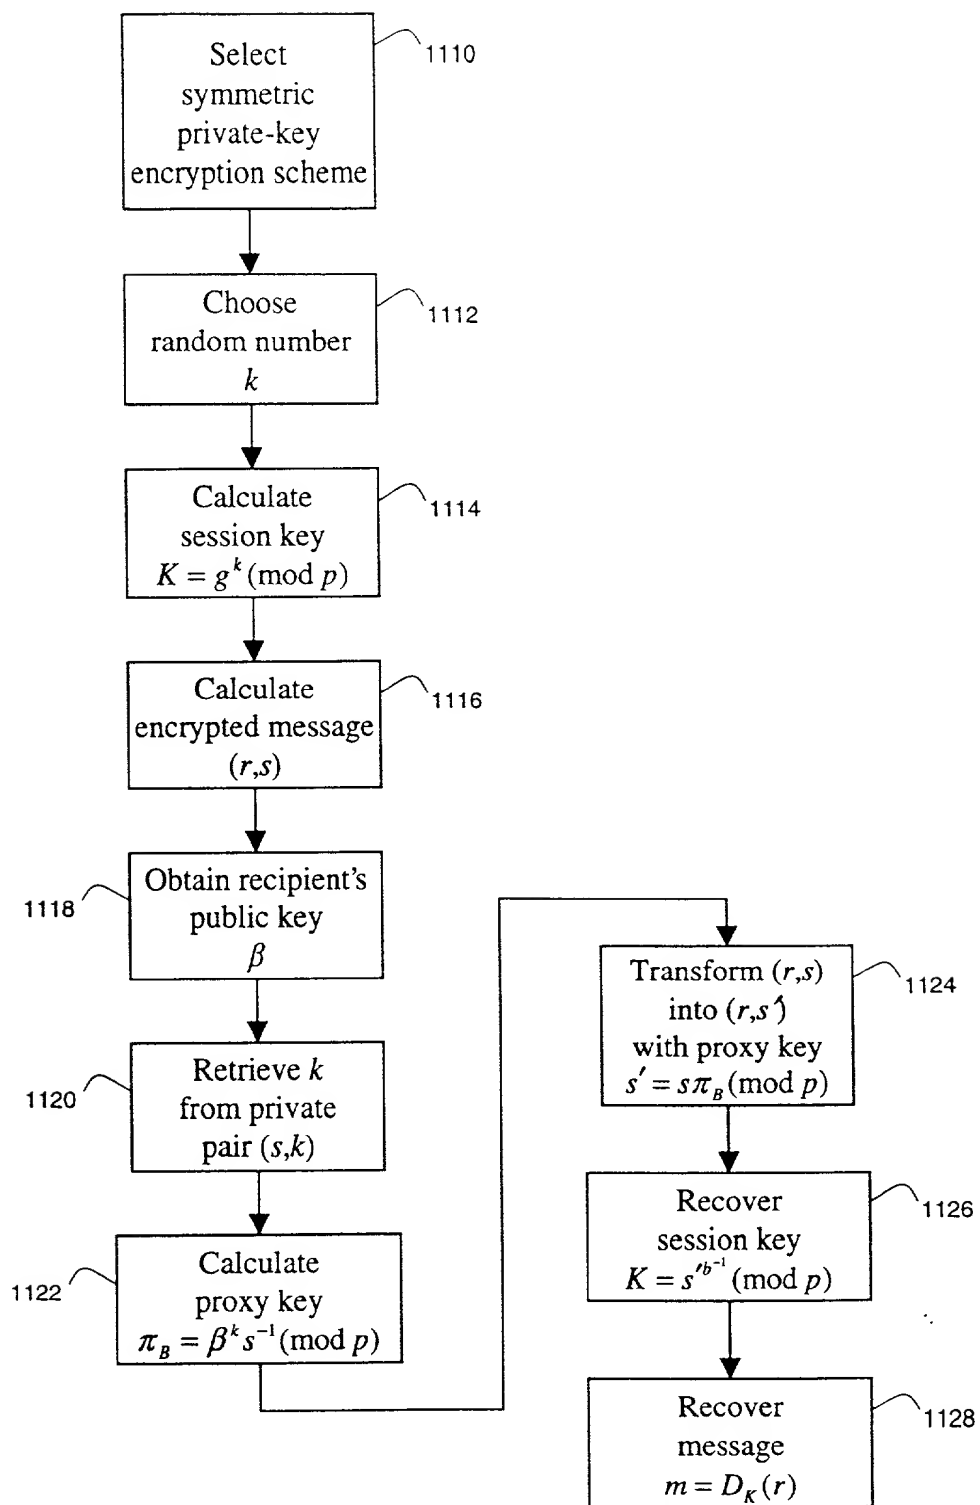 Select
symmetric
private-key
encryption scheme
1110
Choose
random number
k
1112
Calculate
session key
K = g^k (mod p)
1114
Calculate
encrypted message
(r,s)
1116
Obtain recipient's
public key
β
1118
Retrieve k
from private
pair (s,k)
1120
Calculate
proxy key
π_B = β^k s^{-1} (mod p)
1122
Transform (r,s)
into (r,s′)
with proxy key
s′ = sπ_B (mod p)
1124
Recover
session key
K = s′^{b^{-1}} (mod p)
1126
Recover
message
m = D_K(r)
1128